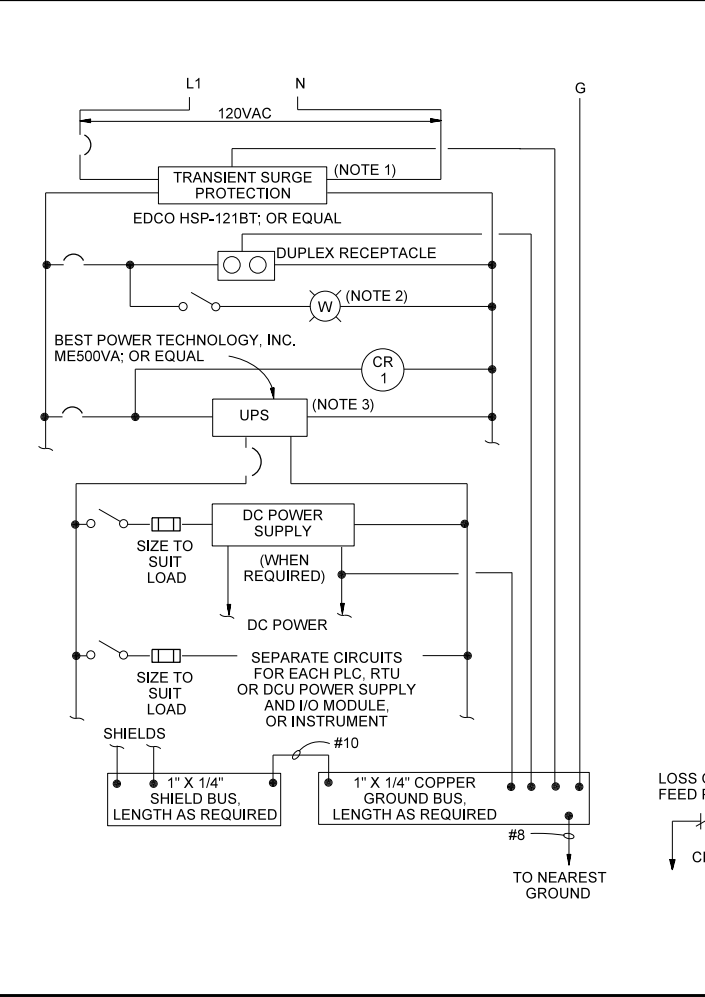 L1
N
G
120VAC
(NOTE 1)
TRANSIENT SURGE
PROTECTION
EDCO HSP-121BT; OR EQUAL
DUPLEX RECEPTACLE
W
(NOTE 2)
BEST POWER TECHNOLOGY, INC.
ME500VA; OR EQUAL
CR
1
UPS
(NOTE 3)
DC POWER
SUPPLY
SIZE TO
SUIT
LOAD
(WHEN
REQUIRED)
DC POWER
SIZE TO
SUIT
LOAD
SEPARATE CIRCUITS
FOR EACH PLC, RTU
OR DCU POWER SUPPLY
AND I/O MODULE,
OR INSTRUMENT
SHIELDS
#10
1" X 1/4"
SHIELD BUS,
LENGTH AS REQUIRED
1" X 1/4" COPPER
GROUND BUS,
LENGTH AS REQUIRED
#8
TO NEAREST
GROUND
LOSS
FEED